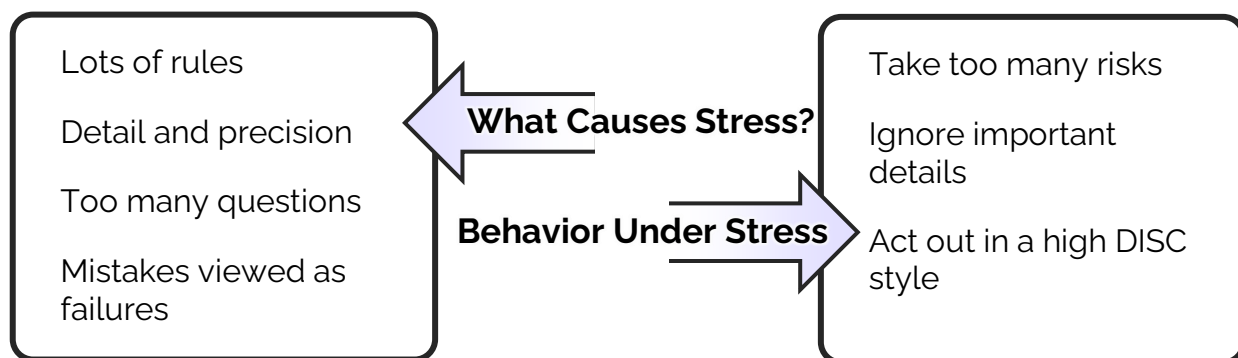 Lots of rules
Detail and precision
Too many questions
Mistakes viewed as
failures
What Causes Stress?
Behavior Under Stress
Take too many risks
Ignore important
details
Act out in a high DISC
style